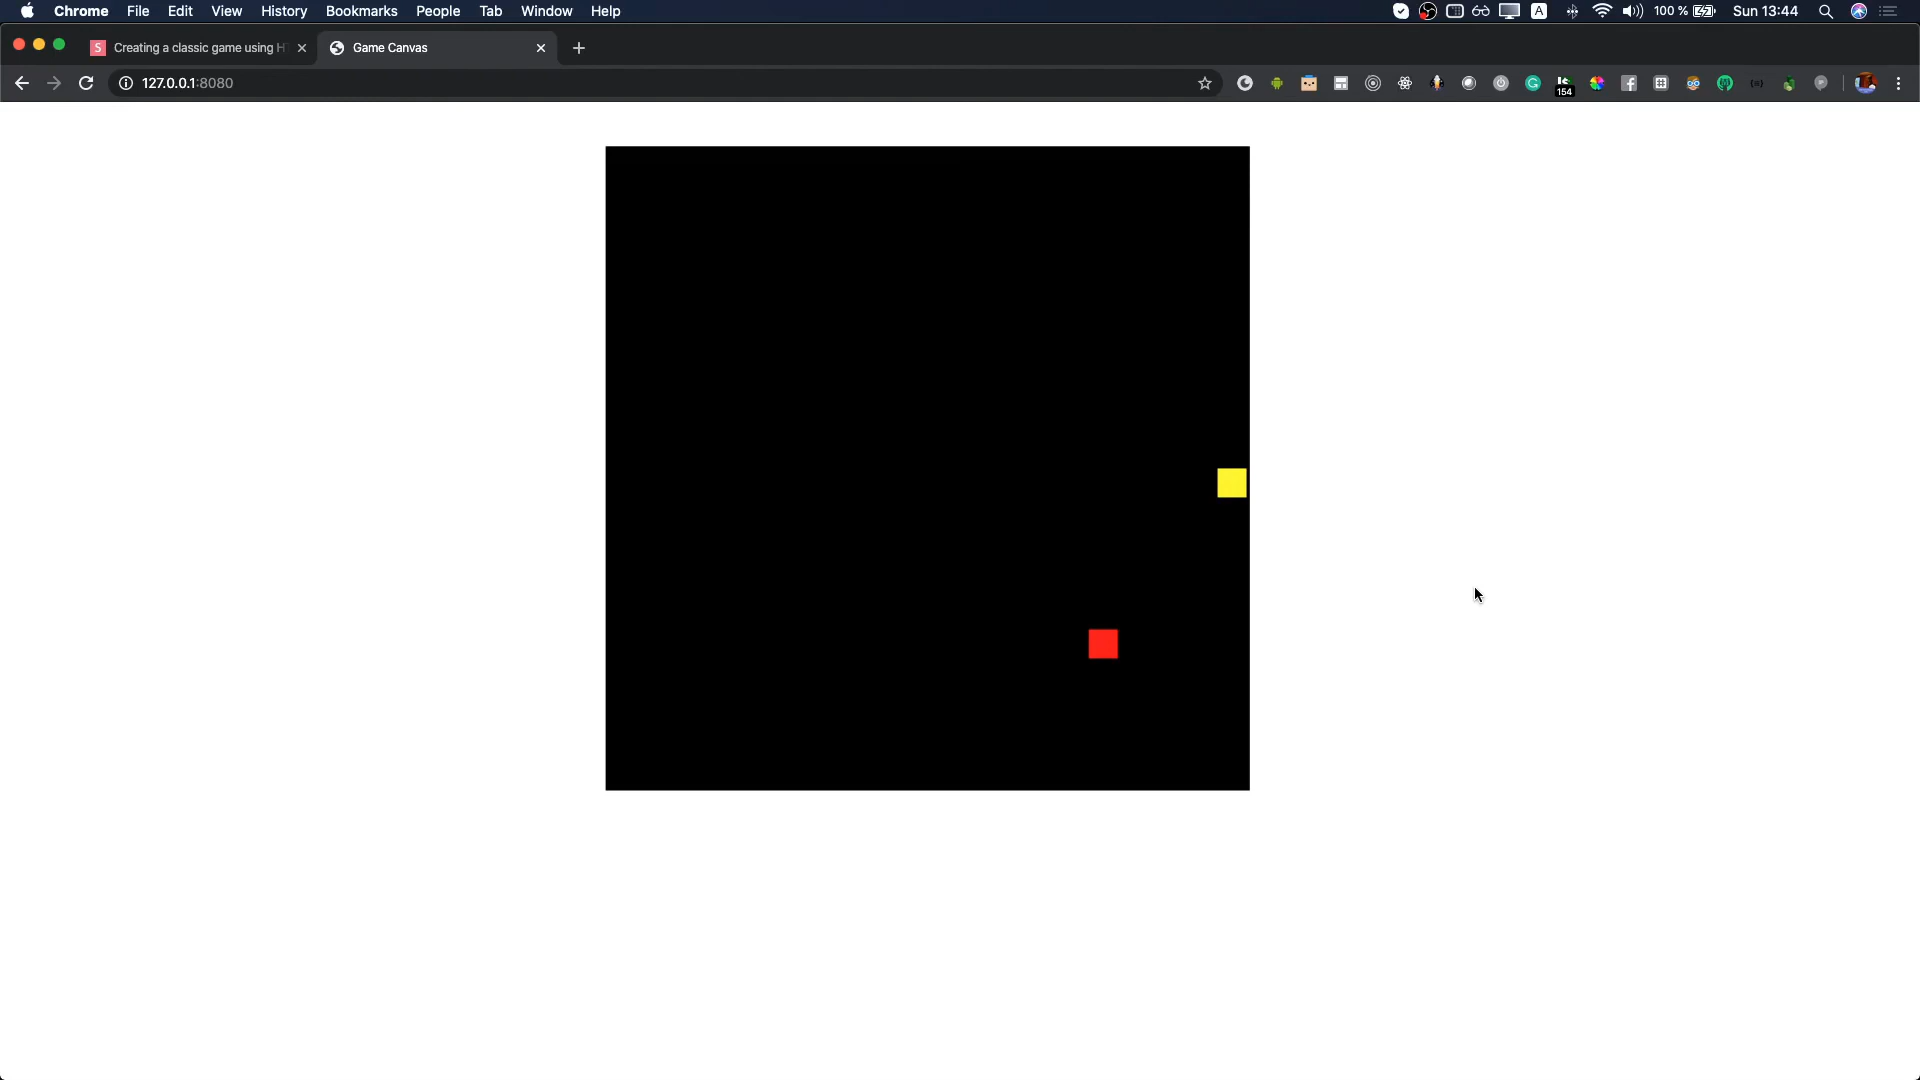 Chrome File Edit View History Bookmarks People Tab Window Help A 100 % Sun 13:44
S Creating a classic game using H Game Canvas
127.0.0.1:8080
154